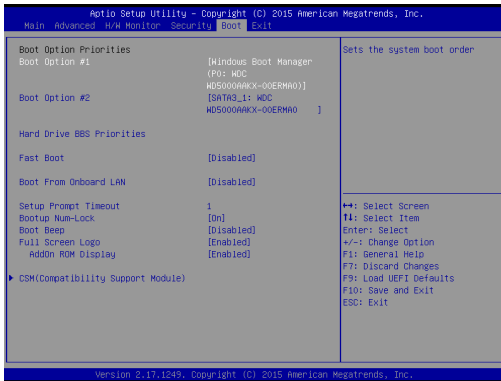 Aptio Setup Utility - Copyright (C) 2015 American Megatrends, Inc.
Main Advanced H/W Monitor Security Boot Exit
Boot Option Priorities
Boot Option #1 [Windows Boot Manager
(P0: WDC
WD5000AAKX-00ERMA0)]
Boot Option #2 [SATA3_1: WDC
WD5000AAKX-00ERMA0 ]
Hard Drive BBS Priorities
Fast Boot [Disabled]
Boot From Onboard LAN [Disabled]
Setup Prompt Timeout 1
Bootup Num-Lock [On]
Boot Beep [Disabled]
Full Screen Logo [Enabled]
AddOn ROM Display [Enabled]
CSM(Compatibility Support Module)
Sets the system boot order
↔: Select Screen
↑↓: Select Item
Enter: Select
+/-: Change Option
F1: General Help
F7: Discard Changes
F9: Load UEFI Defaults
F10: Save and Exit
ESC: Exit
Version 2.17.1249. Copyright (C) 2015 American Megatrends, Inc.